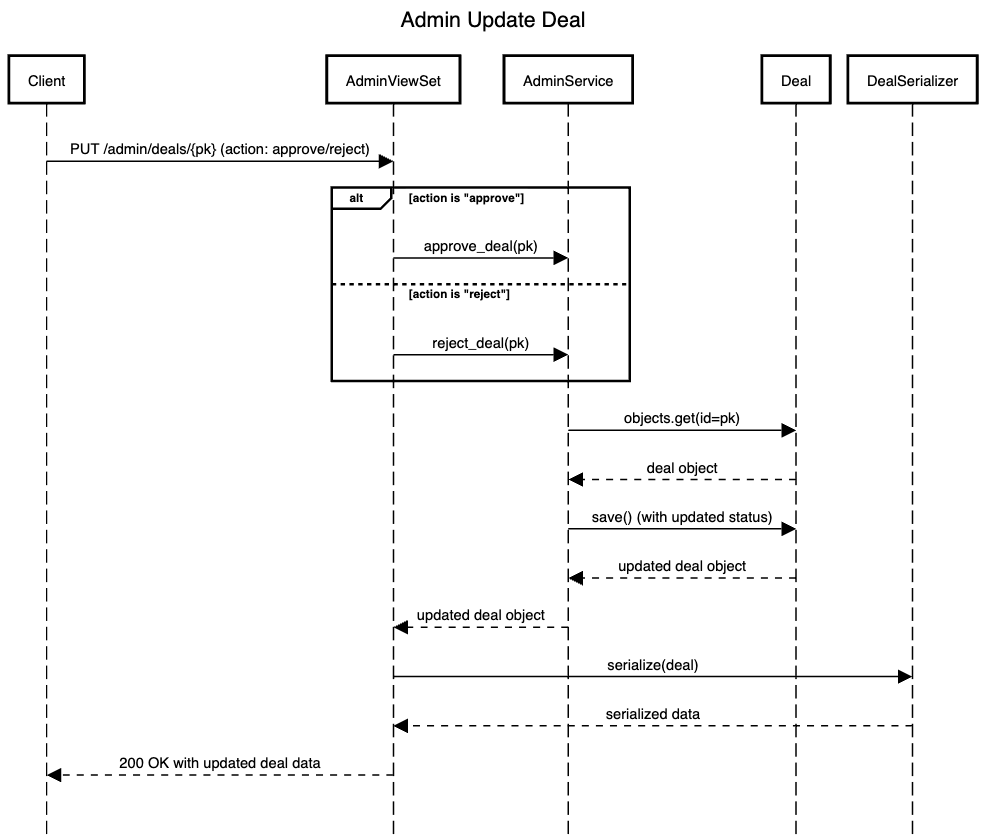 Admin Update Deal
Client
AdminViewSet
AdminService
Deal
DealSerializer
PUT /admin/deals/{pk} (action: approve/reject)
alt
[action is "approve"]
approve_deal(pk)
[action is "reject"]
reject_deal(pk)
objects.get(id=pk)
deal object
save() (with updated status)
updated deal object
updated deal object
serialize(deal)
serialized data
200 OK with updated deal data